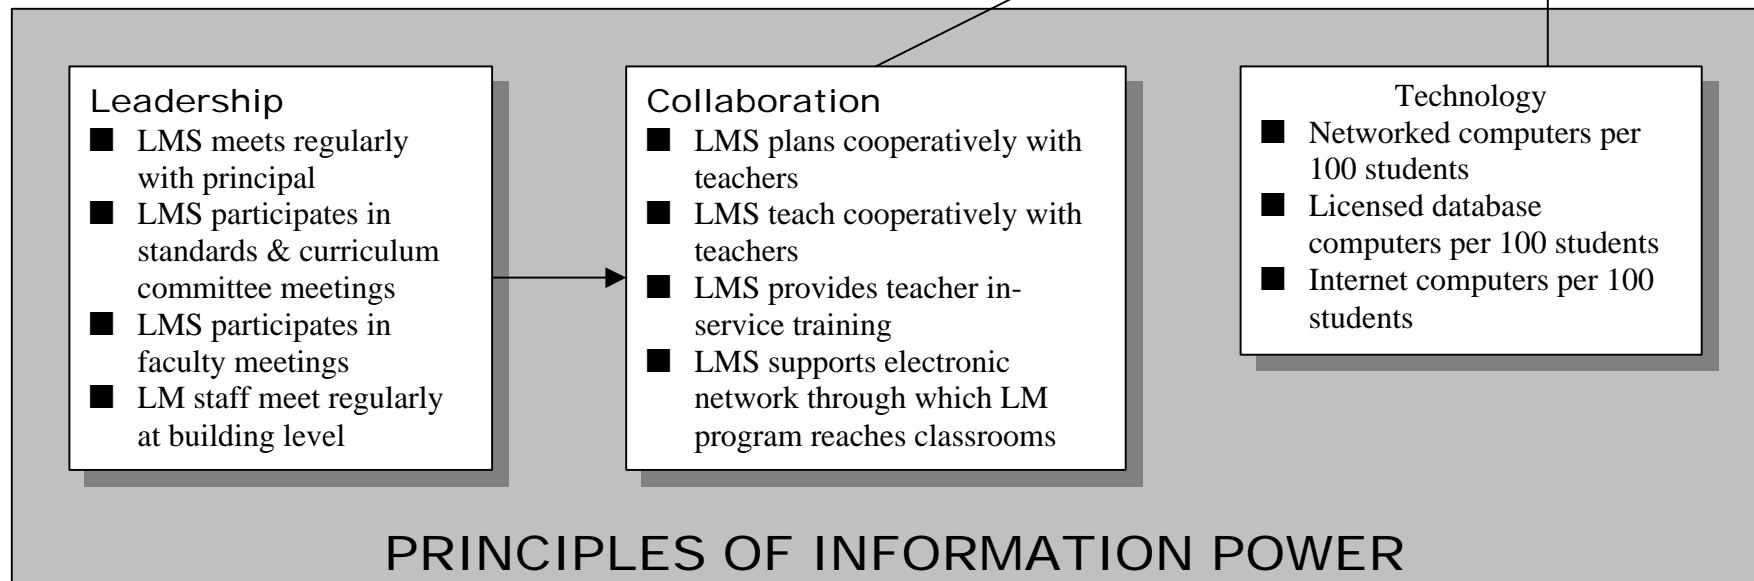 Leadership
■ LMS meets regularly
with principal
■ LMS participates in
standards & curriculum
committee meetings
■ LMS participates in
faculty meetings
■ LM staff meet regularly
at building level
Collaboration
■ LMS plans cooperatively with
teachers
■ LMS teach cooperatively with
teachers
■ LMS provides teacher in-
service training
■ LMS supports electronic
network through which LM
program reaches classrooms
Technology
■ Networked computers per
100 students
■ Licensed database
computers per 100 students
■ Internet computers per 100
students
PRINCIPLES OF INFORMATION POWER